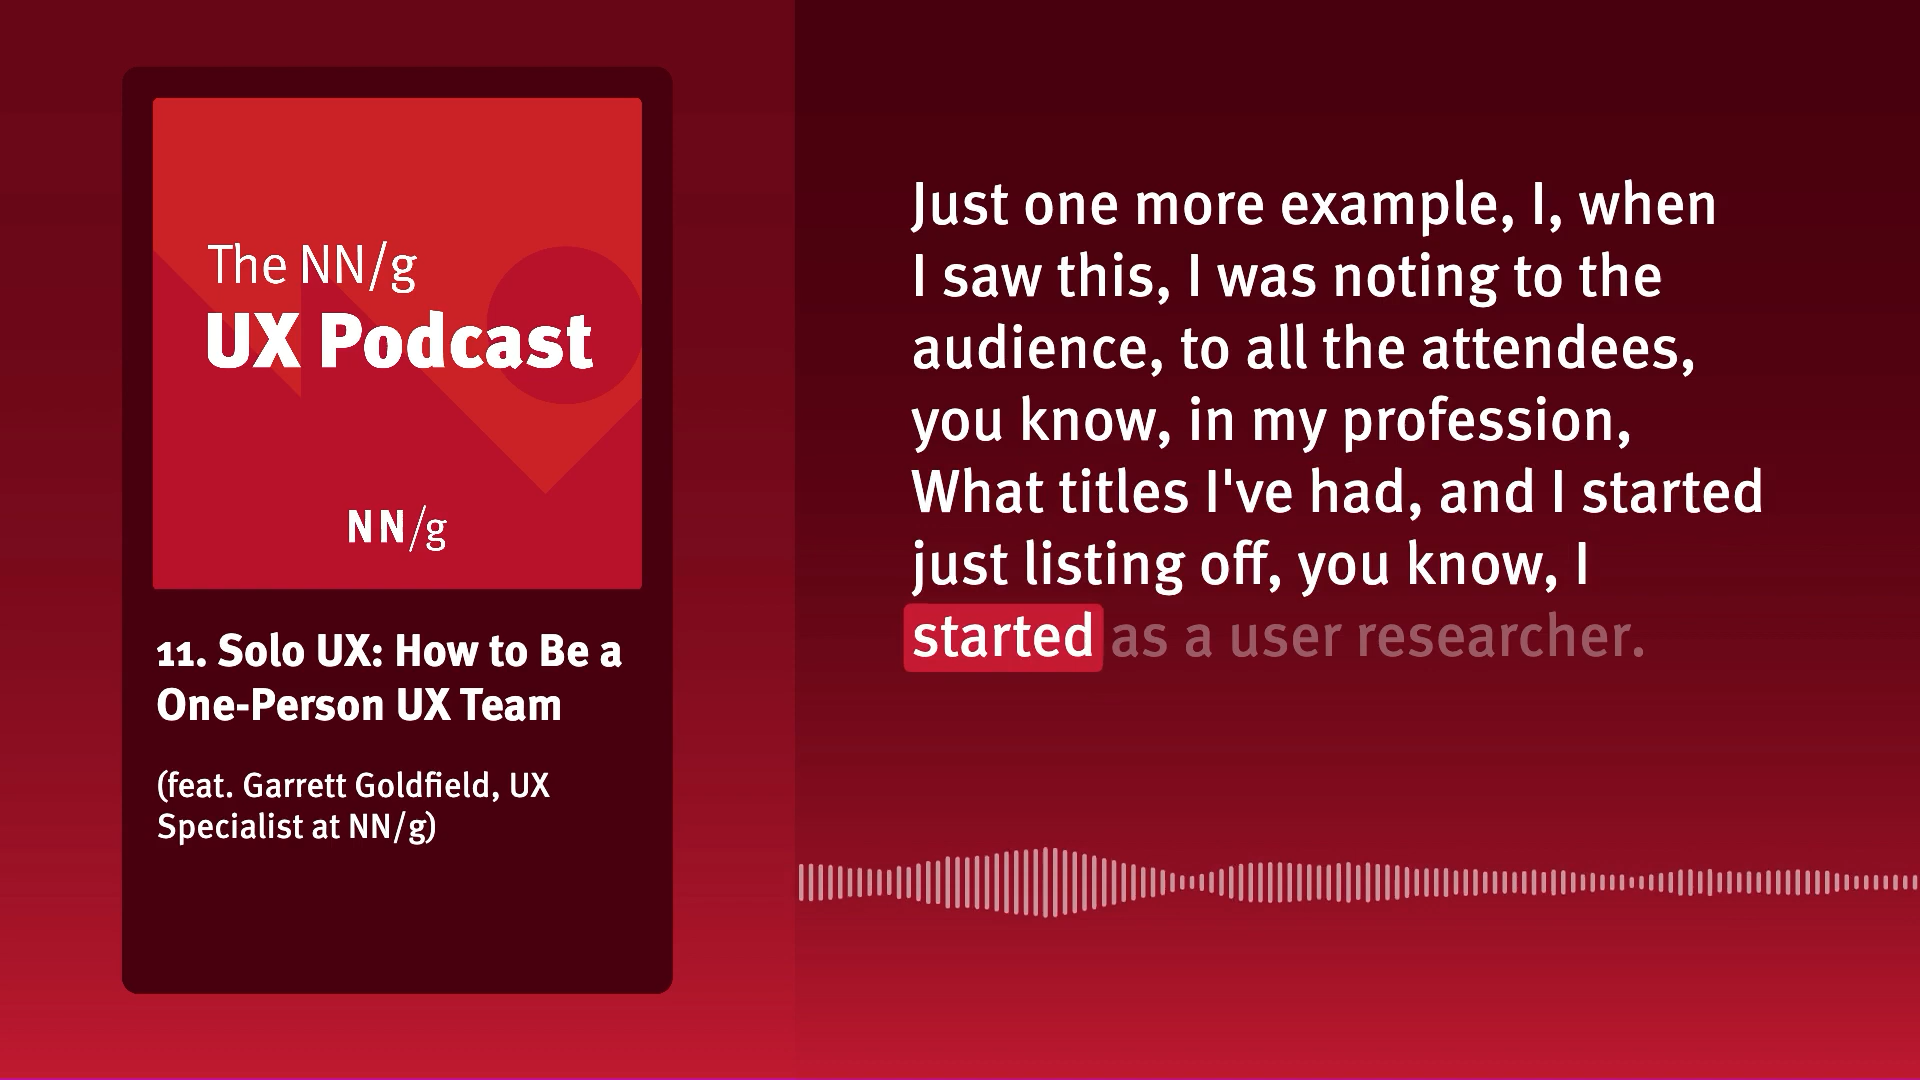 The NN/g
UX Podcast
NN/g
11. Solo UX: How to Be a
One-Person UX Team
(feat. Garrett Goldfield, UX
Specialist at NN/g)
Just one more example, I, when
I saw this, I was noting to the
audience, to all the attendees,
you know, in my profession,
What titles I've had, and I started
just listing off, you know, I
started as a user researcher.